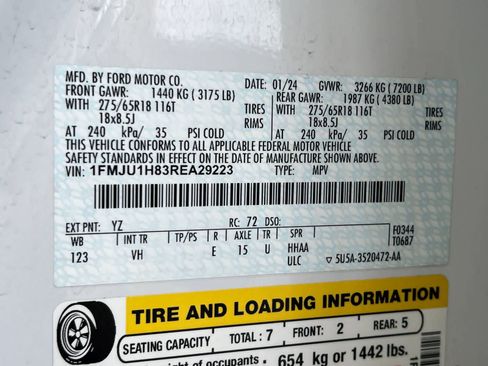 MFD. BY FORD MOTOR CO.
DATE: 01/24 GVWR: 3266 KG ( 7200 LB)
FRONT GAWR: 1440 KG ( 3175 LB) REAR GAWR: 1987 KG ( 4380 LB)
WITH 275/65R18 116T TIRES WITH 275/65R18 116T TIRES
18x8.5J RIMS 18x8.5J RIMS
AT 240 kPa/ 35 PSI COLD AT 240 kPa/ 35 PSI COLD
THIS VEHICLE CONFORMS TO ALL APPLICABLE FEDERAL MOTOR VEHICLE
SAFETY STANDARDS IN EFFECT ON THE DATE OF MANUFACTURE SHOWN ABOVE.
VIN: 1FMJU1H83REA29223 TYPE: MPV
EXT PNT: YZ RC: 72 DSO: F0344
WB INT TR TP/PS R AXLE TR SPR T0687
123 VH E 15 U HHAA
ULC ▽5U5A-3520472-AA
TIRE AND LOADING INFORMATION
SEATING CAPACITY TOTAL : 7 FRONT: 2 REAR: 5
of occupants 654 kg or 1442 lbs.